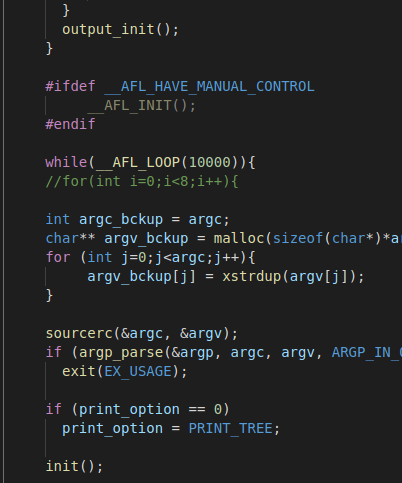 }
output_init();
}
#ifdef __AFL_HAVE_MANUAL_CONTROL
__AFL_INIT();
#endif
while(__AFL_LOOP(10000)){
//for(int i=0;i<8;i++){
int argc_bckup = argc;
char** argv_bckup = malloc(sizeof(char*)*a
for (int j=0;j<argc;j++){
argv_bckup[j] = xstrdup(argv[j]);
}
sourcerc(&argc, &argv);
if (argp_parse(&argp, argc, argv, ARGP_IN_
exit(EX_USAGE);
if (print_option == 0)
print_option = PRINT_TREE;
init();